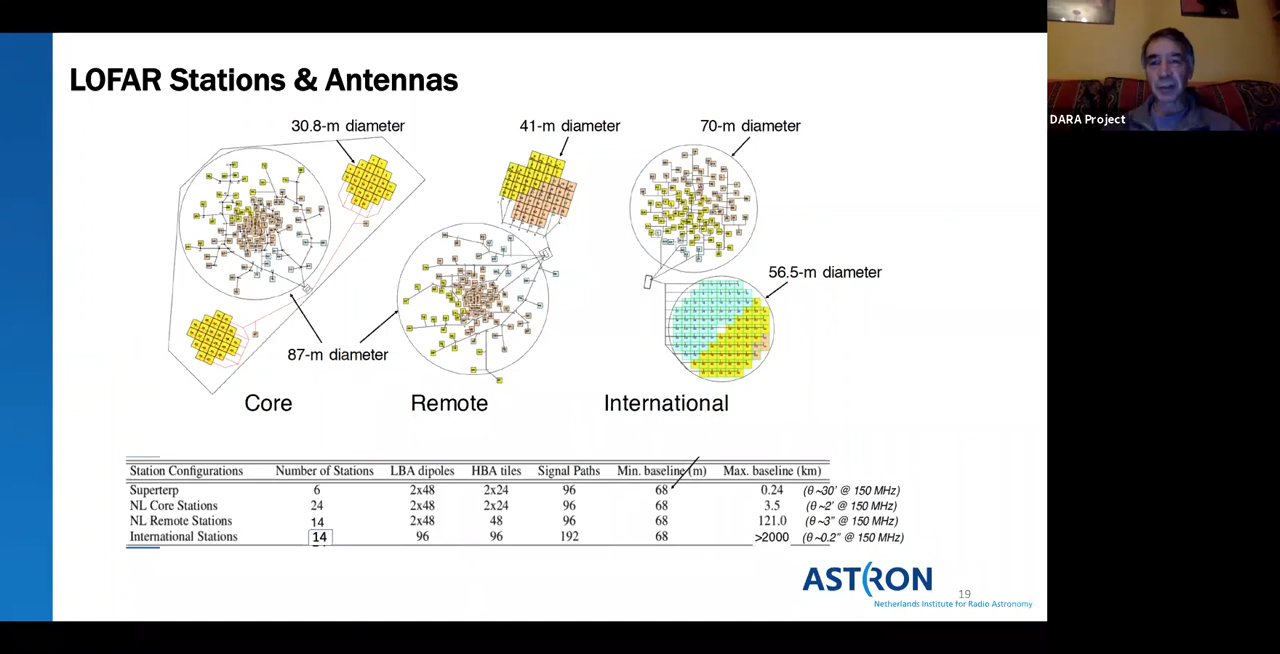 LOFAR Stations & Antennas
30.8-m diameter
41-m diameter
70-m diameter
DARA Project
56.5-m diameter
87-m diameter
Core
Remote
International
Station Configurations Number of Stations LBA dipoles HBA tiles Signal Paths Min. baseline (m) Max. baseline (km)
Superterp 6 2x48 2x24 96 68 0.24 (θ ~30' @ 150 MHz)
NL Core Stations 24 2x48 2x24 96 68 3.5 (θ ~2' @ 150 MHz)
NL Remote Stations 14 2x48 48 96 68 121.0 (θ ~3" @ 150 MHz)
International Stations 14 96 96 192 68 >2000 (θ ~0.2" @ 150 MHz)
ASTRON
19
Netherlands Institute for Radio Astronomy